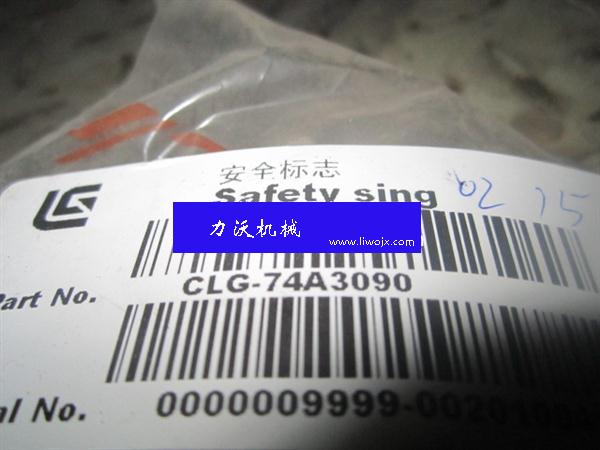 安全标志
Safety sing
02 15
力沃机械
www.liwojx.com
Part No.
CLG-74A3090
al No.
0000009999-0020100